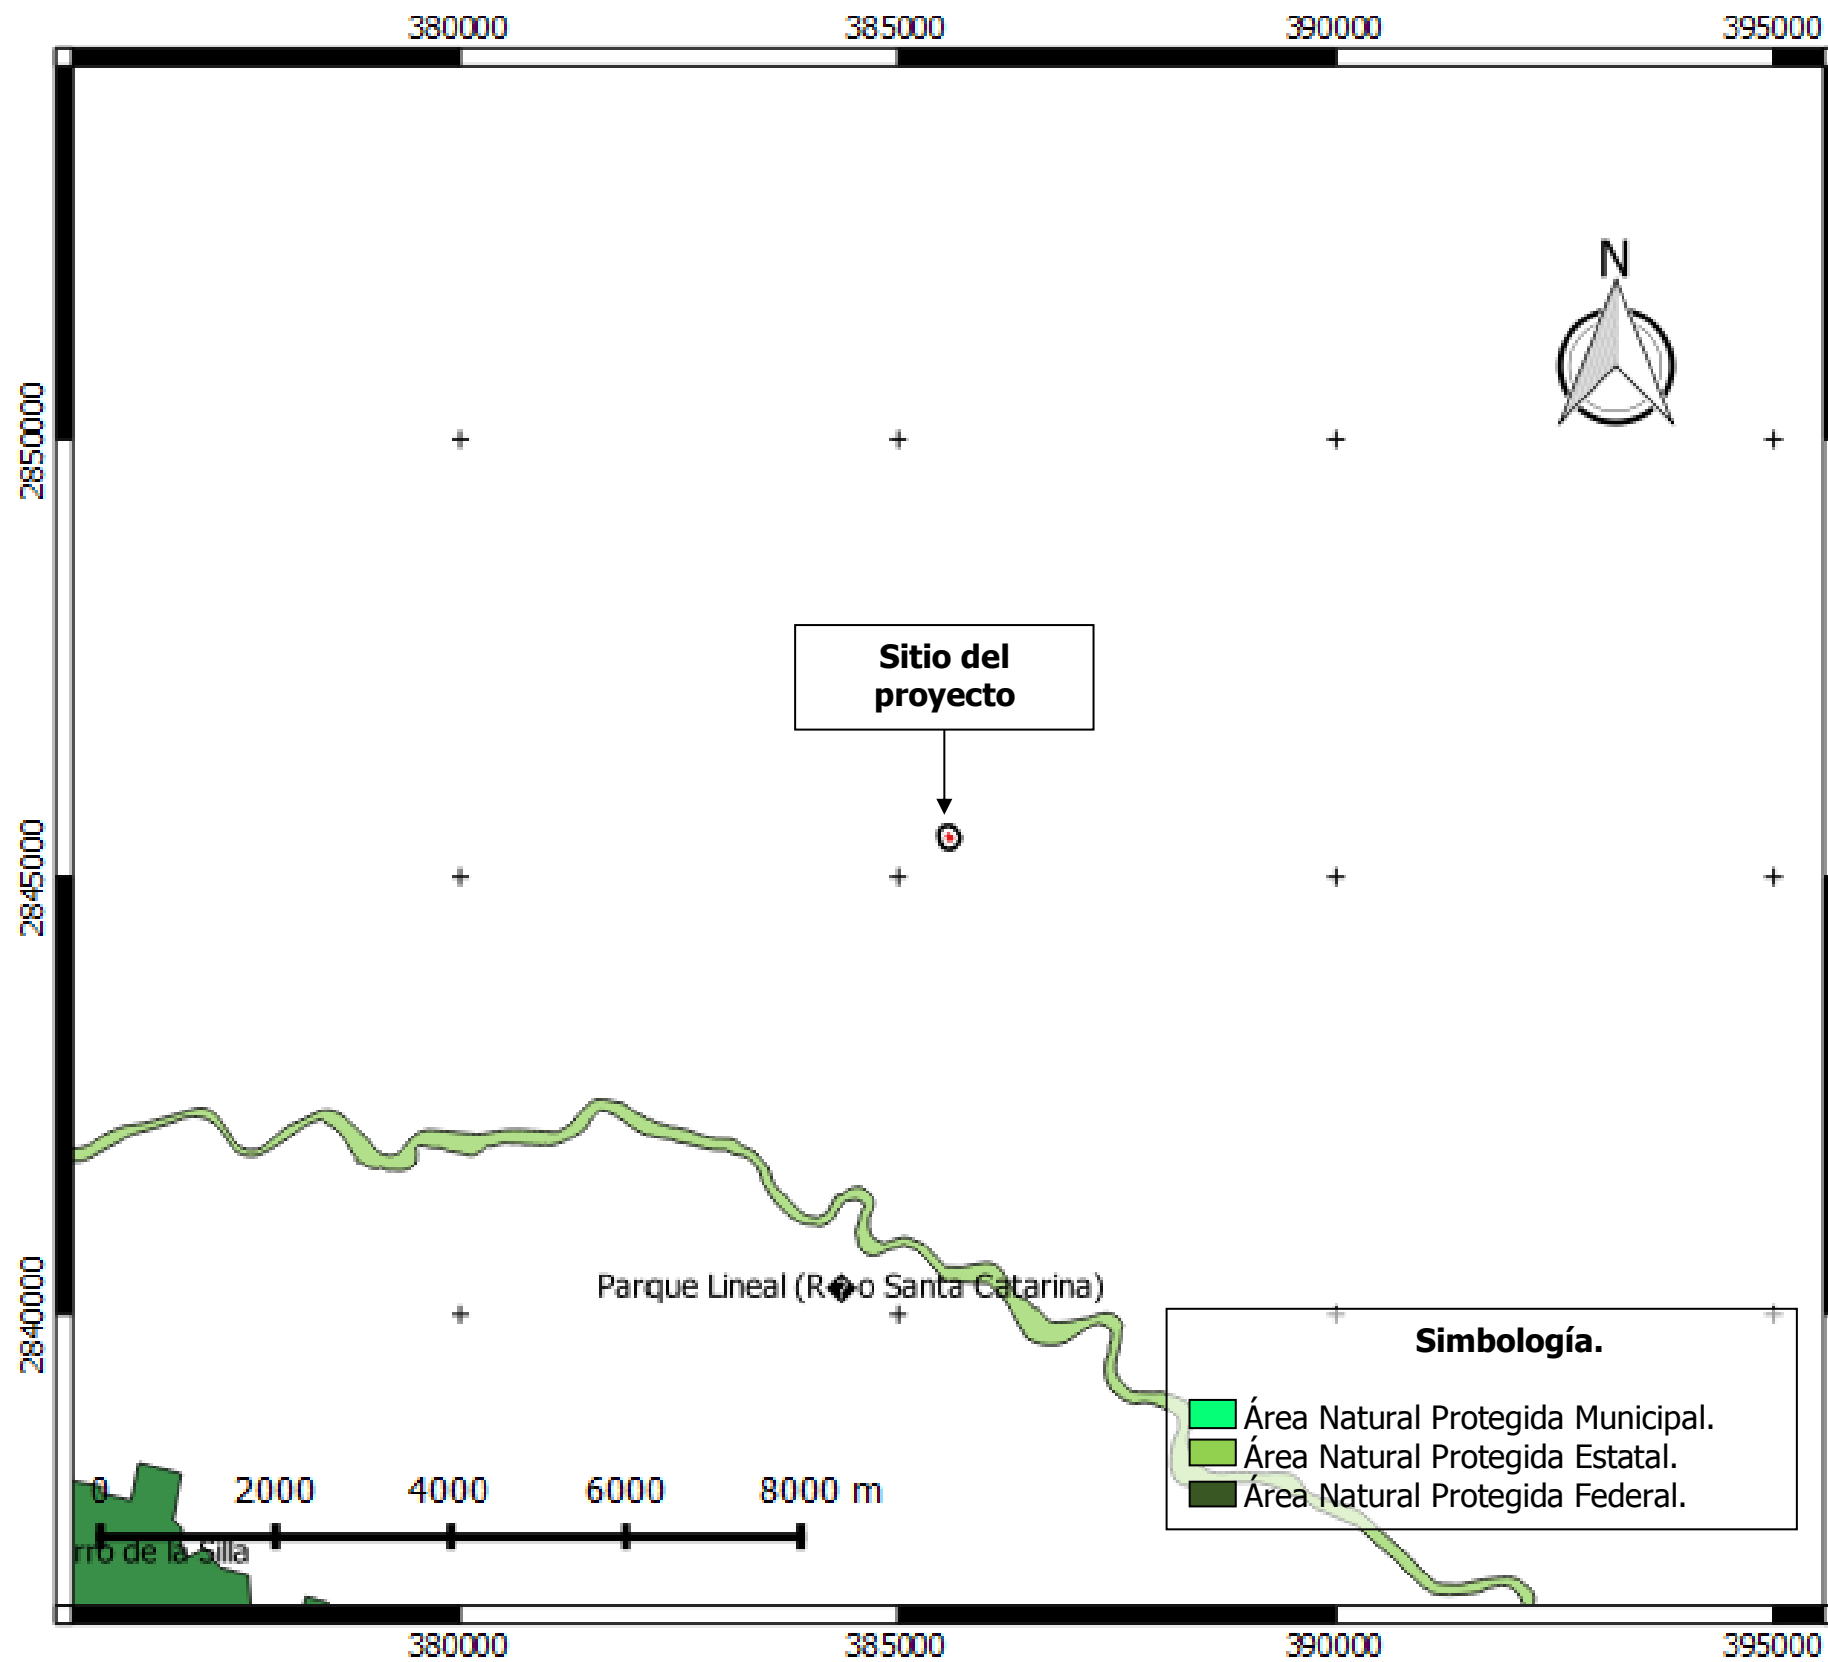 380000 385000 390000 395000
N
2850000
Sitio del
proyecto
2845000
Parque Lineal (R�o Santa Catarina)
2840000
Simbología.
Área Natural Protegida Municipal.
Área Natural Protegida Estatal.
Área Natural Protegida Federal.
0 2000 4000 6000 8000 m
rro de la Silla
380000 385000 390000 395000